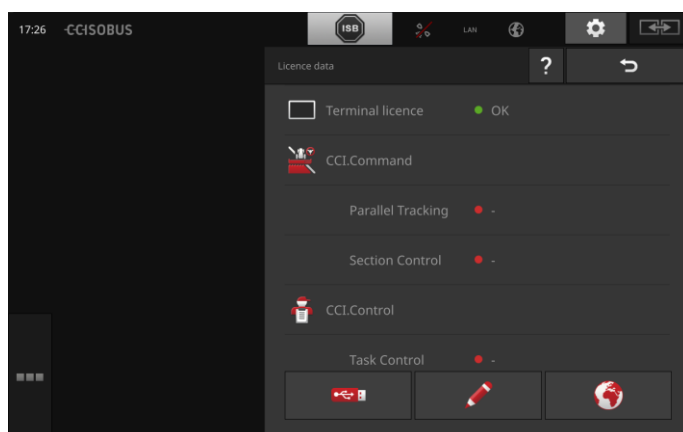 17:26 CCISOBUS ISB LAN
Licence data ?
Terminal licence OK
CCI.Command
Parallel Tracking -
Section Control -
CCI.Control
Task Control -